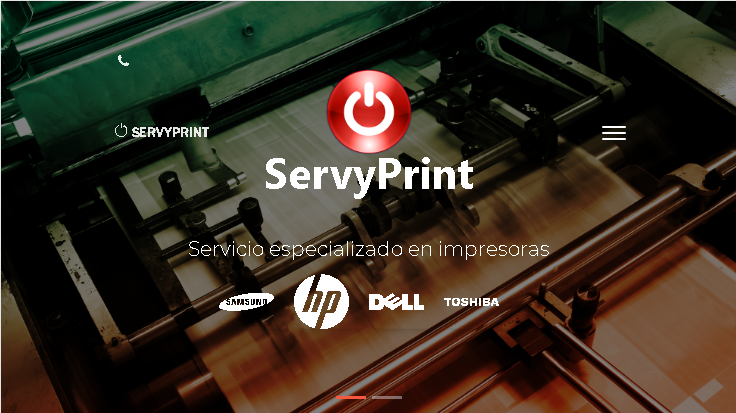 SERVYPRINT
ServyPrint
Servicio especializado en impresoras
SAMSUNG
hp
DELL
TOSHIBA